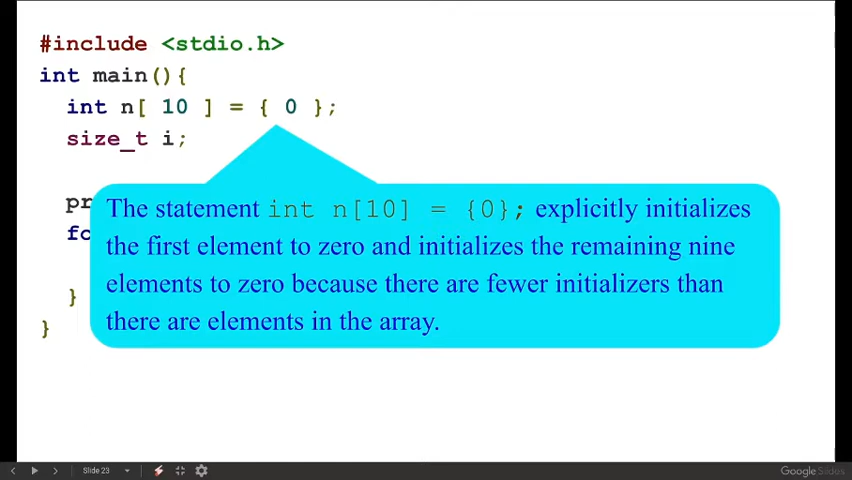 #include <stdio.h>
int main(){
int n[ 10 ] = { 0 };
size_t i;
pr
fo
The statement int n[10] = {0}; explicitly initializes
the first element to zero and initializes the remaining nine
elements to zero because there are fewer initializers than
there are elements in the array.
}
}
Slide 23
Google Slides